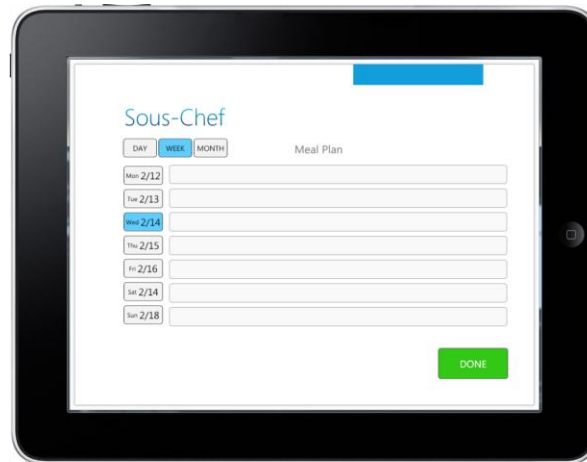 Sous-Chef
DAY WEEK MONTH
Meal Plan
Mon 2/12
Tue 2/13
Wed 2/14
Thu 2/15
Fri 2/16
Sat 2/14
Sun 2/18
DONE